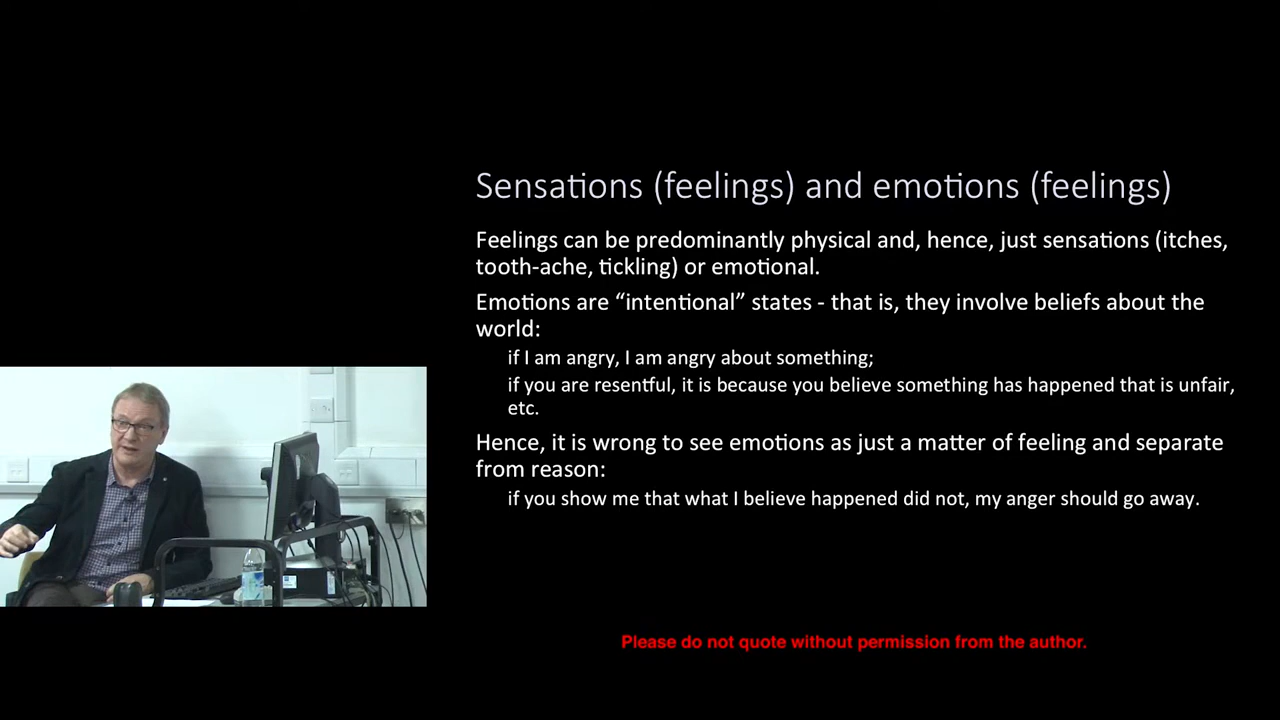 Sensations (feelings) and emotions (feelings)
Feelings can be predominantly physical and, hence, just sensations (itches,
tooth-ache, tickling) or emotional.
Emotions are “intentional” states - that is, they involve beliefs about the
world:
if I am angry, I am angry about something;
if you are resentful, it is because you believe something has happened that is unfair,
etc.
Hence, it is wrong to see emotions as just a matter of feeling and separate
from reason:
if you show me that what I believe happened did not, my anger should go away.
Please do not quote without permission from the author.